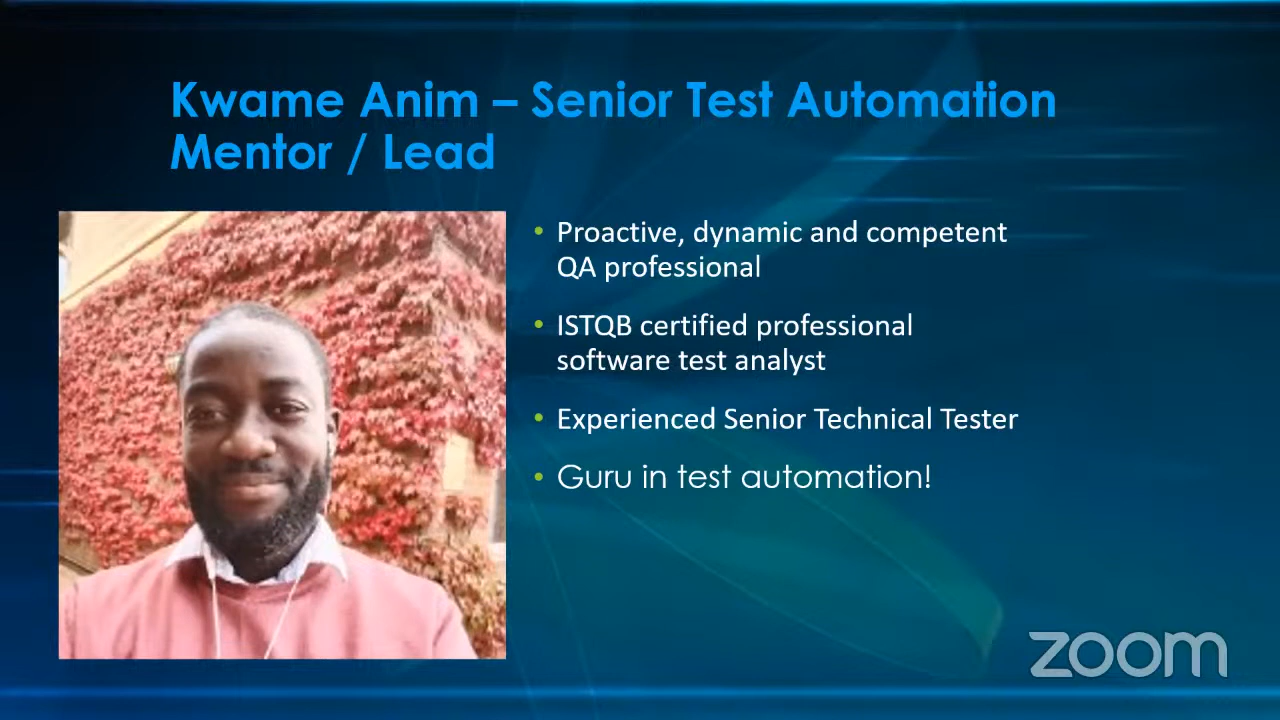 Kwame Anim – Senior Test Automation
Mentor / Lead
• Proactive, dynamic and competent
QA professional
• ISTQB certified professional
software test analyst
• Experienced Senior Technical Tester
• Guru in test automation!
zoom